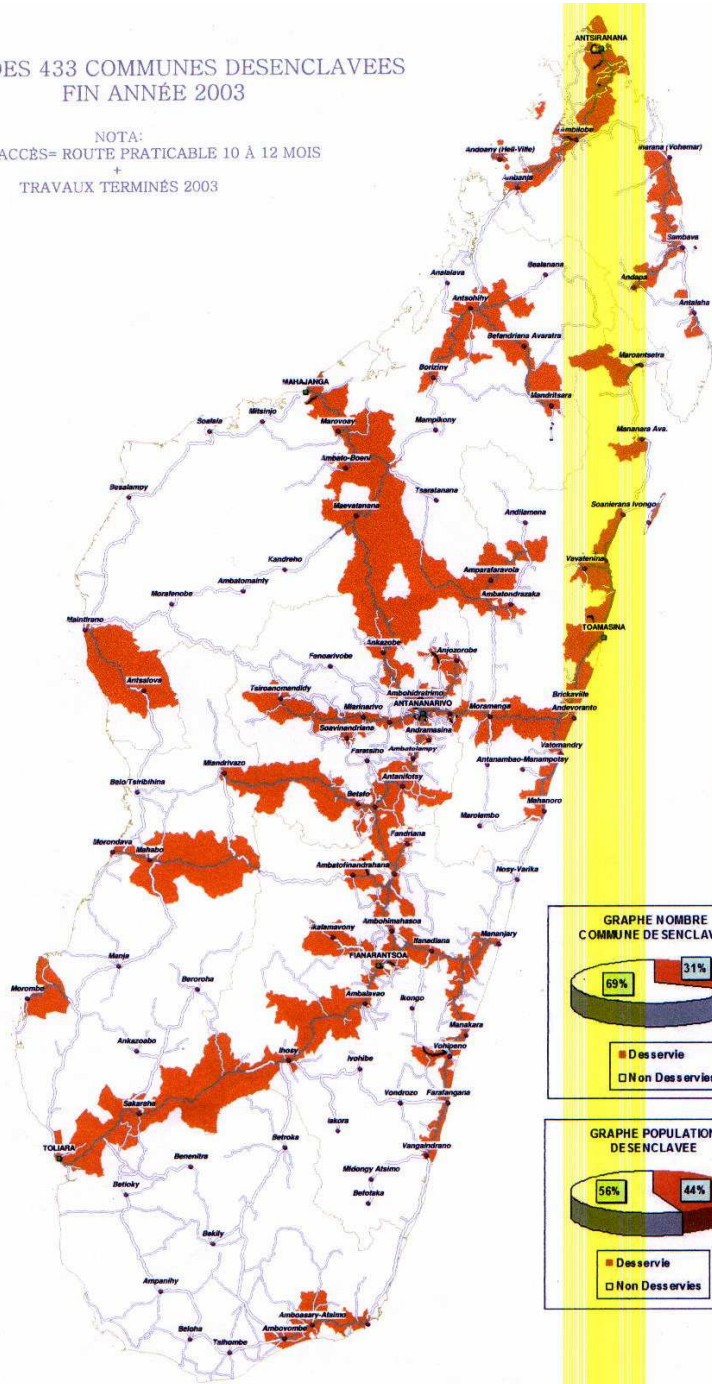 DES 433 COMMUNES DESENCLAVEES
FIN ANNÉE 2003
NOTA:
ACCÈS= ROUTE PRATICABLE 10 À 12 MOIS
+
TRAVAUX TERMINÉS 2003
ANTSIRANANA
Ambilobe
Andoany (Hell-Ville)
Ambanja
Sambava
Bealanana
Andapa
Analalava
Antsohihy
Antalaha
Befandriana Avaratra
Maroantsetra
Boriziny
MAHAJANGA
Mandritsara
Mitsinjo
Soalala
Marovoay
Mampikony
Mananara Ava.
Ambato-Boeni
Besalampy
Tsaratanana
Maevatanana
Soanierana Ivongo
Andilamena
Vavatenina
Kandreho
Amparafaravola
Ambatomainty
Morafenobe
Ambatondrazaka
Maintirano
TOAMASINA
Ankazobe
Anjozorobe
Fenoarivobe
Antsalova
Tsiroanomandidy
Ambohidratrimo
Brickaville
ANTANANARIVO
Miarinarivo
Moramanga
Andevoranto
Soavinandriana
Andramasina
Vatomandry
Faratsiho
Ambatolampy
Antanambao-Manampotsy
Miandrivazo
Antanifotsy
Belo/Tsiribihina
Betafo
Mahanoro
Marolambo
Fandriana
Morondava
Mahabo
Ambatofinandrahana
Nosy-Varika
Ambohimahasoa
Ikalamavony
Mananjary
Ifanadiana
FIANARANTSOA
Manja
Beroroha
Morombe
Ambalavao
Ikongo
Manakara
Ankazoabo
Vohipeno
Ihosy
Ivohibe
Vondrozo
Farafangana
Sakaraha
Iakora
TOLIARA
Betroka
Vangaindrano
Benenitra
Midongy Atsimo
Betioky
Befotaka
Bekily
Ampanihy
Amboasary-Atsimo
Beloha
Ambovombe
Tsihombe
GRAPHE NOMBRE
COMMUNE DESENCLAV
31%
69%
Desservie
Non Desservies
GRAPHE POPULATION
DESENCLAVEE
56%
44%
Desservie
Non Desservies